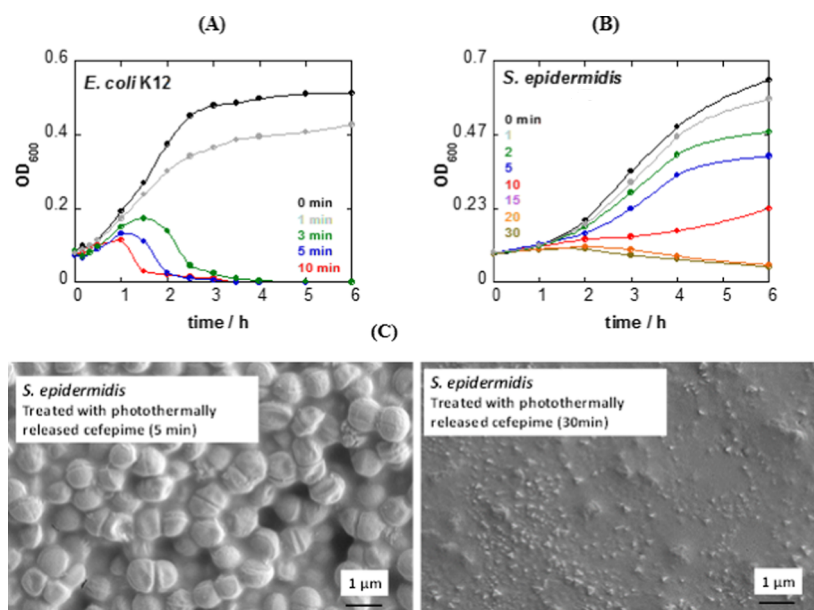 (A)
(B)
E. coli K12
S. epidermidis
0.6
0.4
0.2
0
OD600
0 min
1 min
3 min
5 min
10 min
0 1 2 3 4 5 6
time / h
0.7
0.47
0.23
0
OD600
0 min
1
2
5
10
15
20
30
0 1 2 3 4 5 6
time / h
(C)
S. epidermidis
Treated with photothermally
released cefepime (5 min)
1 µm
S. epidermidis
Treated with photothermally
released cefepime (30min)
1 µm